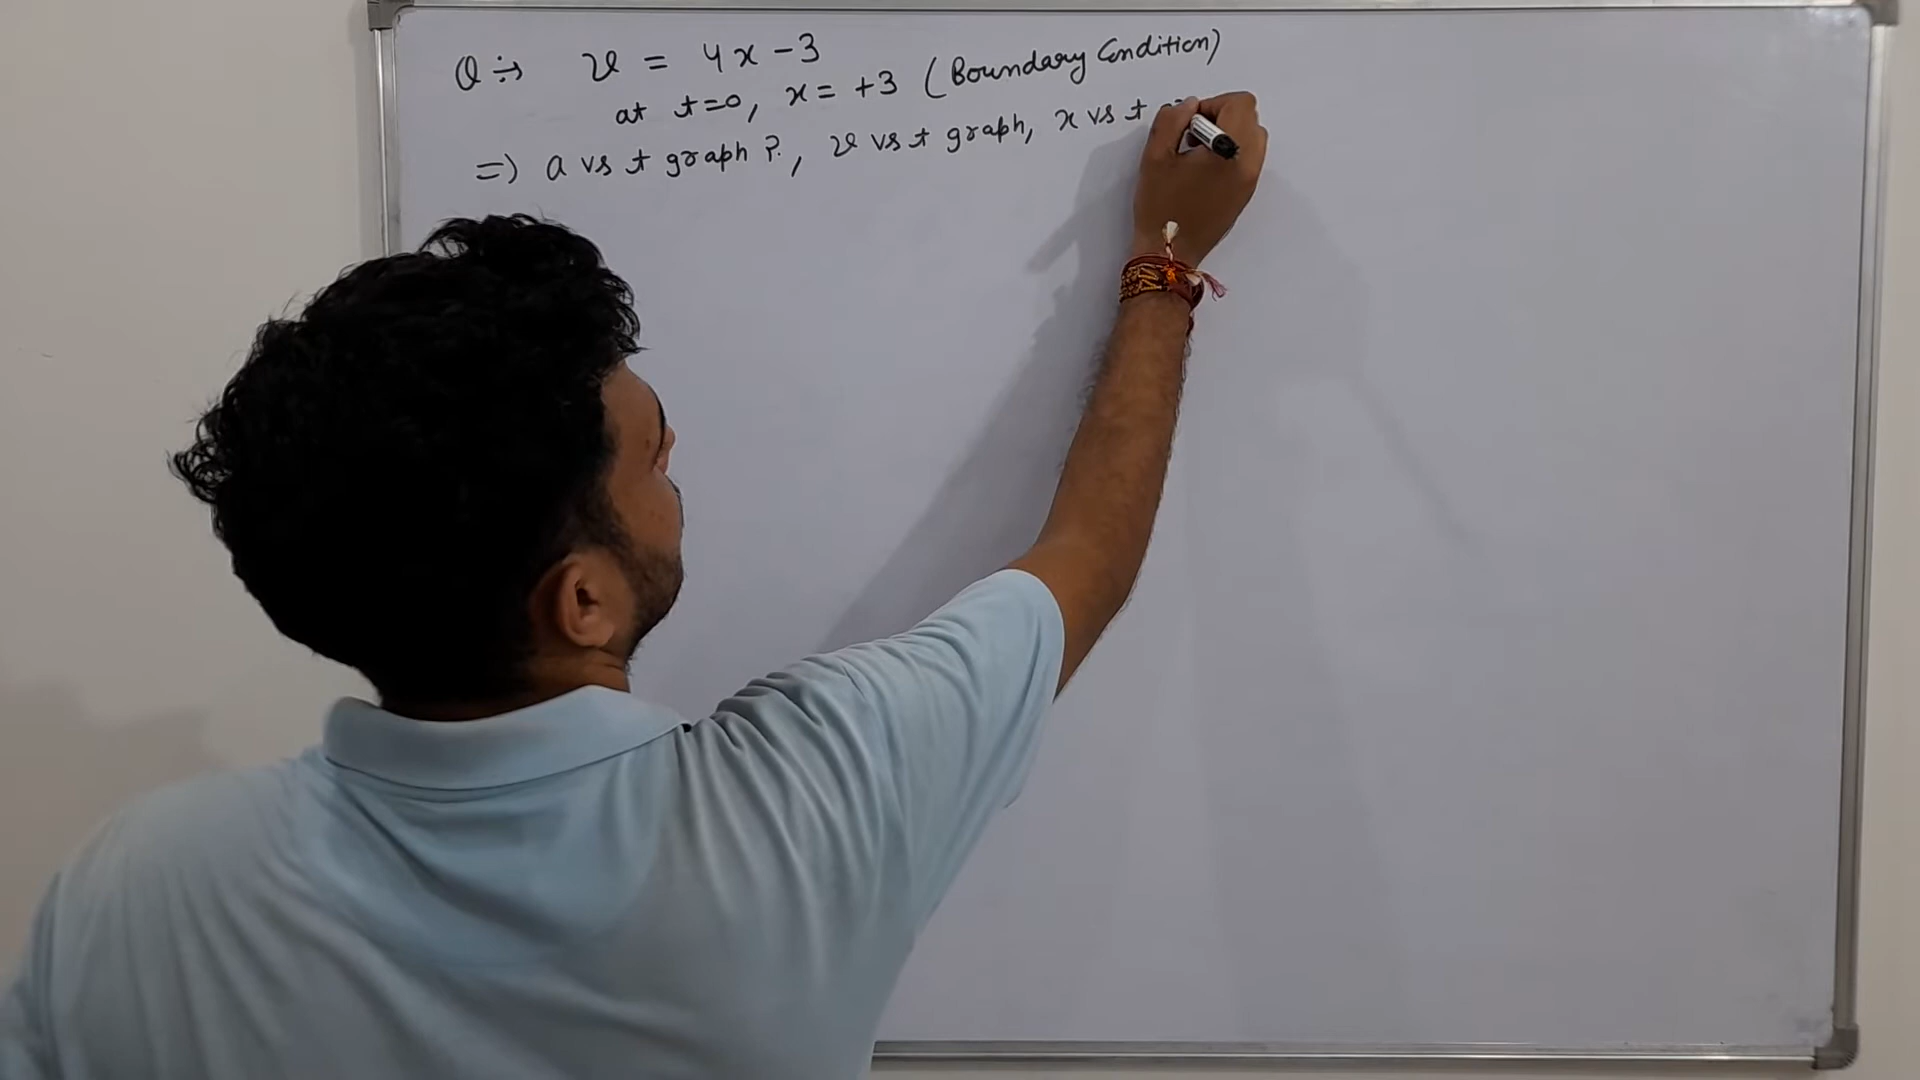 Q ÷→ v = 4x - 3
at t=0, x = +3 (Boundary Condition)
=) a vs t graph ?. , v vs t graph, x vs t